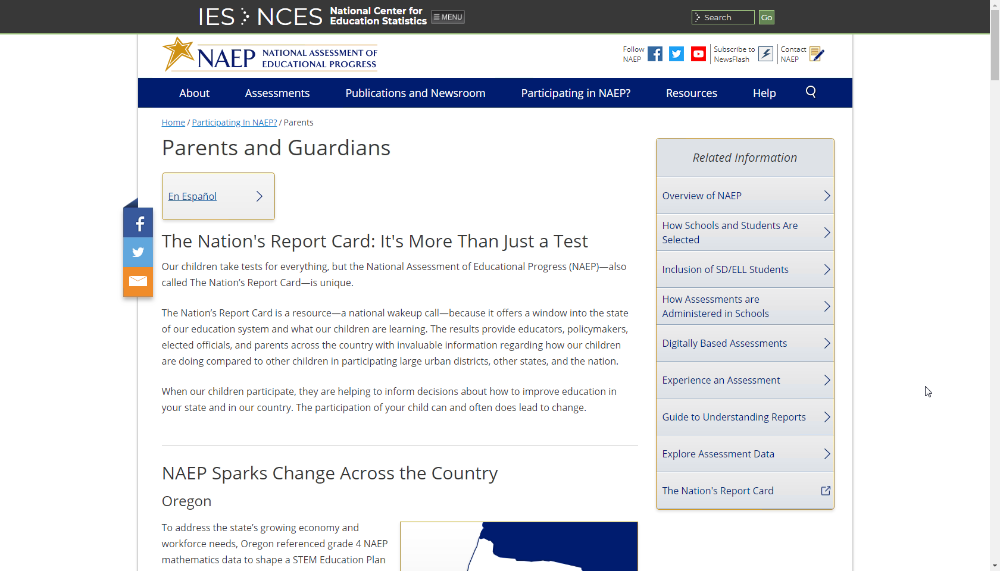 IES NCES National Center for Education Statistics
MENU
Search
Go
NAEP NATIONAL ASSESSMENT OF EDUCATIONAL PROGRESS
Follow NAEP
Subscribe to NewsFlash
Contact NAEP
About Assessments Publications and Newsroom Participating in NAEP? Resources Help
Home / Participating In NAEP? / Parents
Parents and Guardians
En Español
The Nation's Report Card: It's More Than Just a Test
Our children take tests for everything, but the National Assessment of Educational Progress (NAEP)—also
called The Nation’s Report Card—is unique.
The Nation’s Report Card is a resource—a national wakeup call—because it offers a window into the state
of our education system and what our children are learning. The results provide educators, policymakers,
elected officials, and parents across the country with invaluable information regarding how our children
are doing compared to other children in participating large urban districts, other states, and the nation.
When our children participate, they are helping to inform decisions about how to improve education in
your state and in our country. The participation of your child can and often does lead to change.
NAEP Sparks Change Across the Country
Oregon
To address the state’s growing economy and
workforce needs, Oregon referenced grade 4 NAEP
mathematics data to shape a STEM Education Plan
Related Information
Overview of NAEP
How Schools and Students Are
Selected
Inclusion of SD/ELL Students
How Assessments are
Administered in Schools
Digitally Based Assessments
Experience an Assessment
Guide to Understanding Reports
Explore Assessment Data
The Nation's Report Card